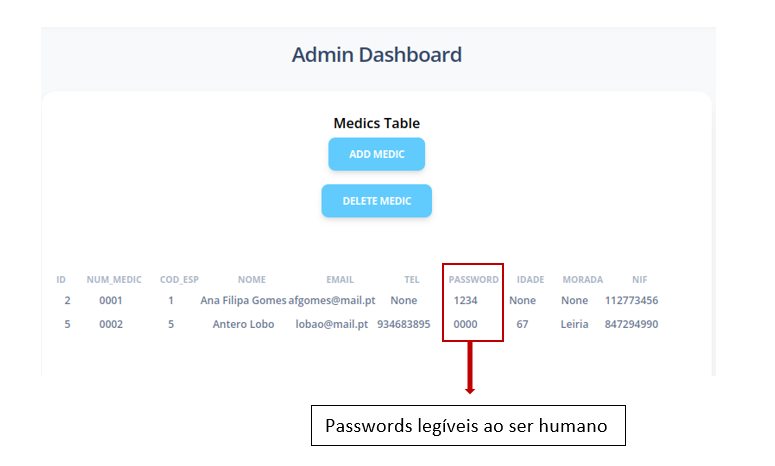 Admin Dashboard
Medics Table
ADD MEDIC
DELETE MEDIC
ID NUM_MEDIC COD_ESP NOME EMAIL TEL PASSWORD IDADE MORADA NIF
2 0001 1 Ana Filipa Gomes afgomes@mail.pt None 1234 None None 112773456
5 0002 5 Antero Lobo lobao@mail.pt 934683895 0000 67 Leiria 847294990
Passwords legíveis ao ser humano